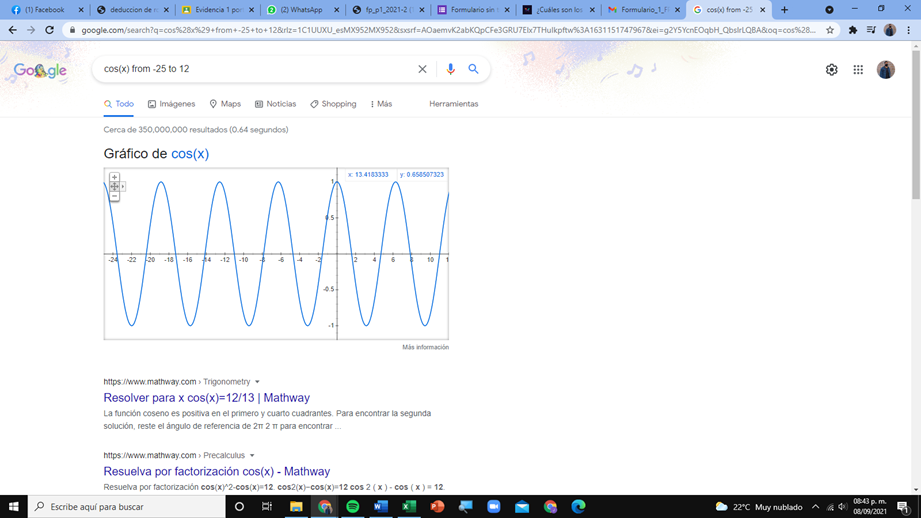 (1) Facebook
deduccion de re
Evidencia 1 pos
(2) WhatsApp
fp_p1_2021-2 (
Formulario sin
¿Cuáles son los
Formulario_1_F
cos(x) from -25
google.com/search?q=cos%28x%29+from+-25+to+12&rlz=1C1UUXU_esMX952MX952&sxsrf=AOaemvK2abKQpCFe3GRU7EIx7THuIkpftw%3A1631151747967&ei=g2Y5YcnEOqbH_QbslrLQBA&oq=cos%28...
Google
cos(x) from -25 to 12
Todo
Imágenes
Maps
Noticias
Shopping
Más
Herramientas
Cerca de 350,000,000 resultados (0.64 segundos)
Gráfico de cos(x)
x: 13.4183333 y: 0.658507323
1
0.5
-24 -22 -20 -18 -16 -14 -12 -10 -8 -6 -4 -2 2 4 6 8 10 1
-0.5
-1
Más información
https://www.mathway.com › Trigonometry
Resolver para x cos(x)=12/13 | Mathway
La función coseno es positiva en el primero y cuarto cuadrantes. Para encontrar la segunda
solución, reste el ángulo de referencia de 2π 2 π para encontrar ...
https://www.mathway.com › Precalculus
Resuelva por factorización cos(x) - Mathway
Resuelva por factorización cos(x)^2-cos(x)=12. cos2(x)−cos(x)=12 cos 2 ( x ) - cos ( x ) = 12.
Escribe aquí para buscar
22°C Muy nublado
08:43 p. m.
08/09/2021